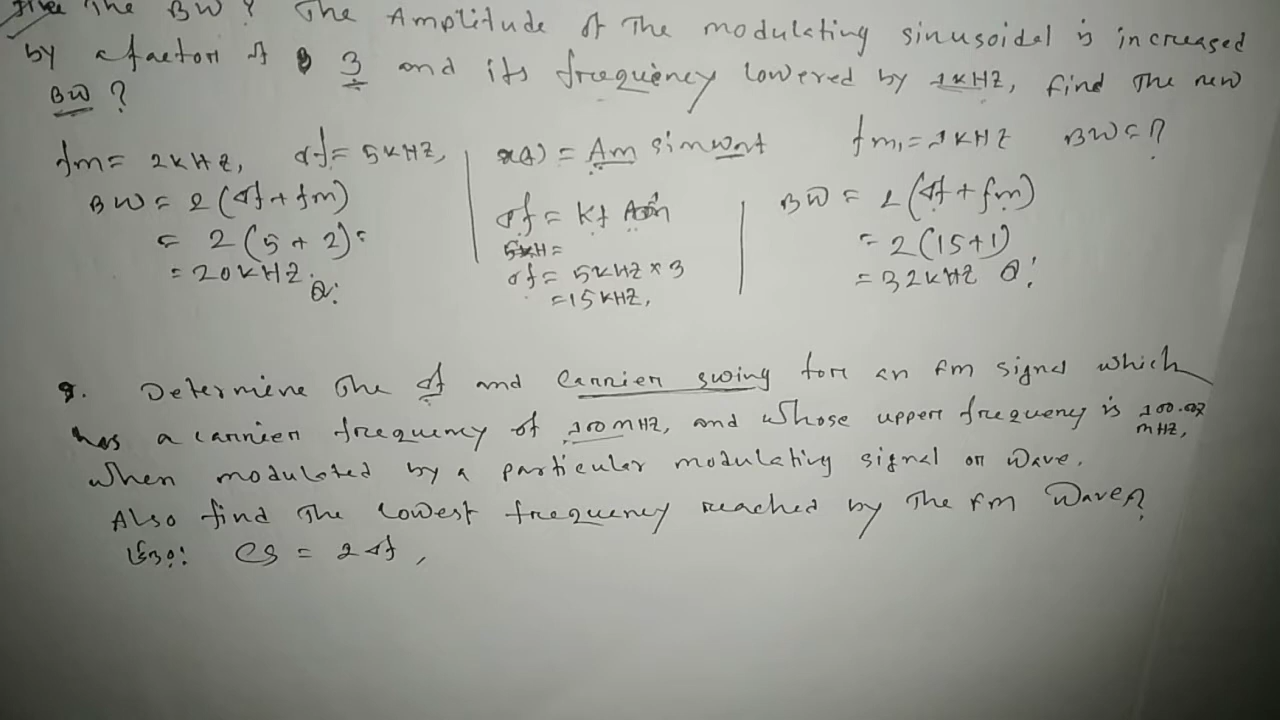 The BW? The Amplitude of The modulating sinusoidal is increased
by a factor of 3 and its frequency lowered by 1KHZ, find The new
BW?
fm= 2KHZ, Δf= 5KHZ,
BW= 2(Δf+fm)
= 2(5+2)=
=20KHZ.
x(t) = Am sinwmt
Δf = Kf Am
5KH=
Δf = 5KHZ×3
=15KHZ,
fm1=1KHZ BW=?
BW = 2(Δf+fm)
=2(15+1)
=32KHZ
Determine The Δf and carrier swing for an FM signal which
has a carrier frequency of 100MHZ, and whose upper frequency is
MHZ,
When modulated by a particular modulating signal or wave.
Also find The lowest frequency reached by The FM Wave?
CS = 2Δf,